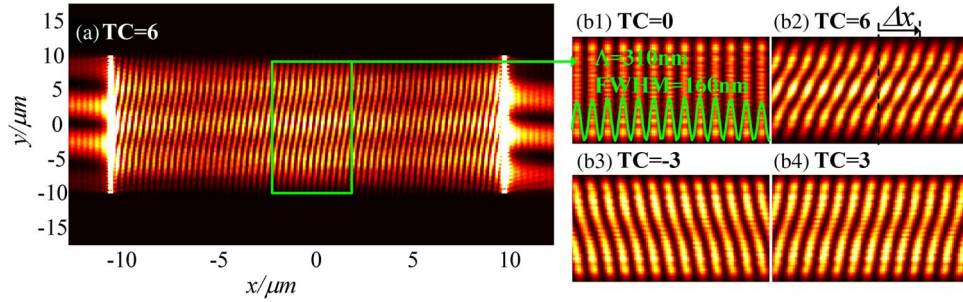 (a) TC=6
15
10
5
0
-5
-10
-15
y/μm
-10
-5
0
5
10
x/μm
(b1) TC=0
Λ=310nm
FWHM=160nm
(b2) TC=6
Δx
(b3) TC=-3
(b4) TC=3